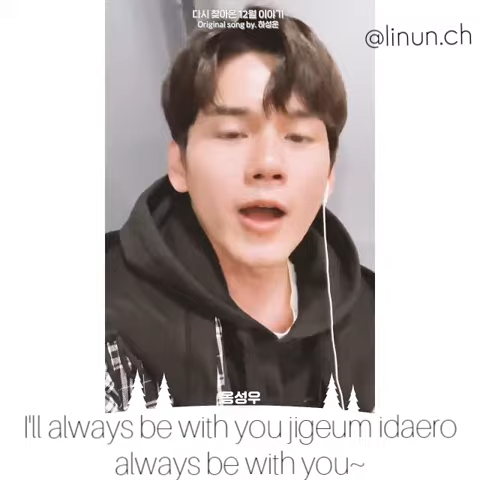 다시 찾아온 12월 이야기
Original song by. 하성운
@linun.ch
옹성우
I'll always be with you jigeum idaero
always be with you~